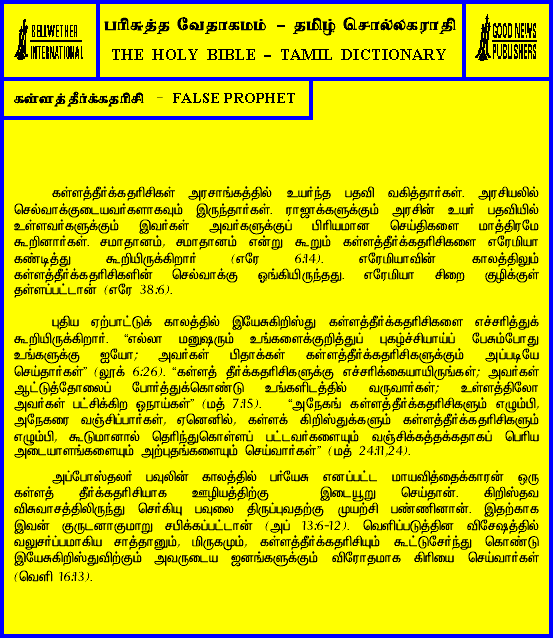 BELLWETHER
INTERNATIONAL
பரிசுத்த வேதாகமம் – தமிழ் சொல்லகராதி
THE HOLY BIBLE – TAMIL DICTIONARY
GOOD NEWS
PUBLISHERS
கள்ளத் தீர்க்கதரிசி – FALSE PROPHET
கள்ளத்தீர்க்கதரிசிகள் அரசாங்கத்தில் உயர்ந்த பதவி வகித்தார்கள். அரசியலில்
செல்வாக்குடையவர்களாகவும் இருந்தார்கள். ராஜாக்களுக்கும் அரசின் உயர் பதவியில்
உள்ளவர்களுக்கும் இவர்கள் அவர்களுக்குப் பிரியமான செய்திகளை மாத்திரமே
கூறினார்கள். சமாதானம், சமாதானம் என்று கூறும் கள்ளத்தீர்க்கதரிசிகளை எரேமியா
கண்டித்து கூறியிருக்கிறார் (எரே 6:14). எரேமியாவின் காலத்திலும்
கள்ளத்தீர்க்கதரிசிகளின் செல்வாக்கு ஓங்கியிருந்தது. எரேமியா சிறை குழிக்குள்
தள்ளப்பட்டான் (எரே 38:6).
புதிய ஏற்பாட்டுக் காலத்தில் இயேசுகிறிஸ்து கள்ளத்தீர்க்கதரிசிகளை எச்சரித்துக்
கூறியிருக்கிறார். “எல்லா மனுஷரும் உங்களைக்குறித்துப் புகழ்ச்சியாய்ப் பேசும்போது
உங்களுக்கு ஐயோ; அவர்கள் பிதாக்கள் கள்ளத்தீர்க்கதரிசிகளுக்கும் அப்படியே
செய்தார்கள்” (லூக் 6:26). “கள்ளத் தீர்க்கதரிசிகளுக்கு எச்சரிக்கையாயிருங்கள்; அவர்கள்
ஆட்டுத்தோலைப் போர்த்துக்கொண்டு உங்களிடத்தில் வருவார்கள்; உள்ளத்திலோ
அவர்கள் பட்சிக்கிற ஓநாய்கள்” (மத் 7:15). “அநேகங் கள்ளத்தீர்க்கதரிசிகளும் எழும்பி,
அநேகரை வஞ்சிப்பார்கள், ஏனெனில், கள்ளக் கிறிஸ்துக்களும் கள்ளத்தீர்க்கதரிசிகளும்
எழும்பி, கூடுமானால் தெரிந்துகொள்ளப் பட்டவர்களையும் வஞ்சிக்கத்தக்கதாகப் பெரிய
அடையாளங்களையும் அற்புதங்களையும் செய்வார்கள்” (மத் 24:11,24).
அப்போஸ்தலர் பவுலின் காலத்தில் பர்யேசு எனப்பட்ட மாயவித்தைக்காரன் ஒரு
கள்ளத் தீர்க்கதரிசியாக ஊழியத்திற்கு இடையூறு செய்தான். கிறிஸ்தவ
விசுவாசத்திலிருந்து செர்கியு பவுலை திருப்புவதற்கு முயற்சி பண்ணினான். இதற்காக
இவன் குருடனாகுமாறு சபிக்கப்பட்டான் (அப் 13:6-12). வெளிப்படுத்தின விசேஷத்தில்
வலுசர்ப்பமாகிய சாத்தானும், மிருகமும், கள்ளத்தீர்க்கதரிசியும் கூட்டுசேர்ந்து கொண்டு
இயேசுகிறிஸ்துவிற்கும் அவருடைய ஜனங்களுக்கும் விரோதமாக கிரியை செய்வார்கள்
(வெளி 16:13).